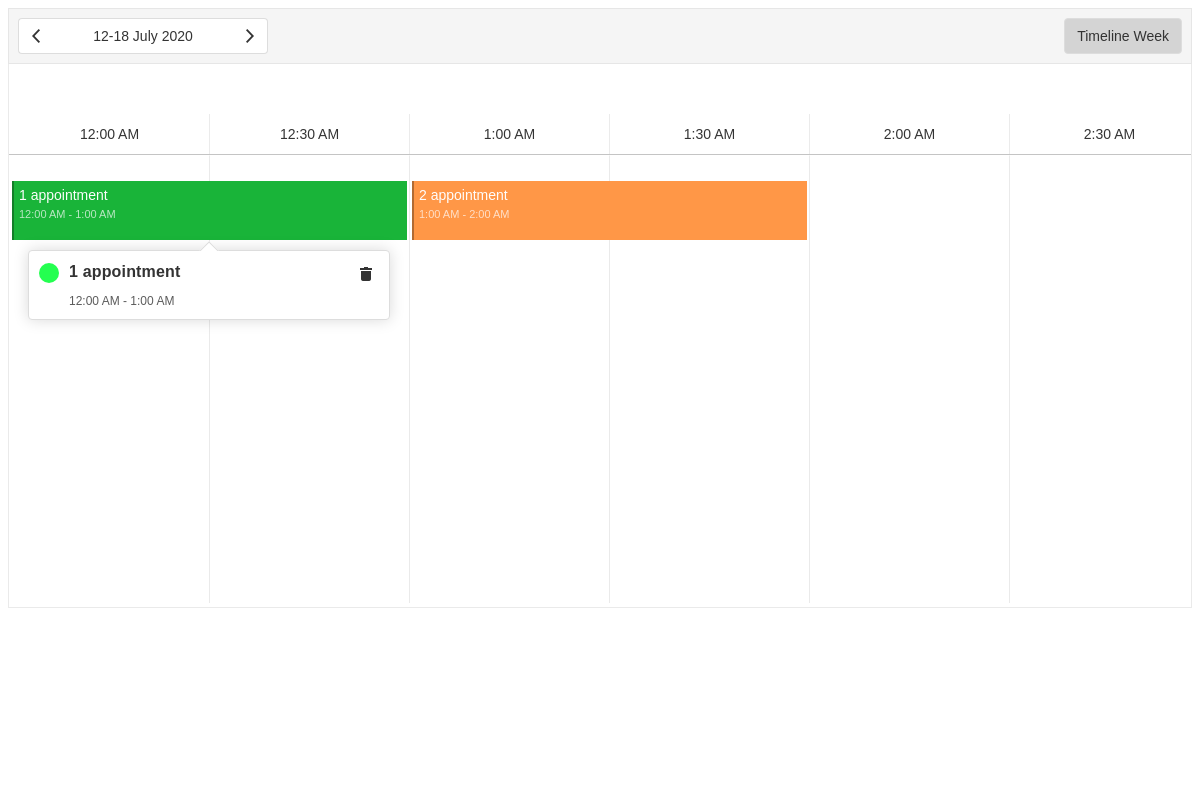 12-18 July 2020
Timeline Week
12:00 AM
12:30 AM
1:00 AM
1:30 AM
2:00 AM
2:30 AM
1 appointment
12:00 AM - 1:00 AM
2 appointment
1:00 AM - 2:00 AM
1 appointment
12:00 AM - 1:00 AM